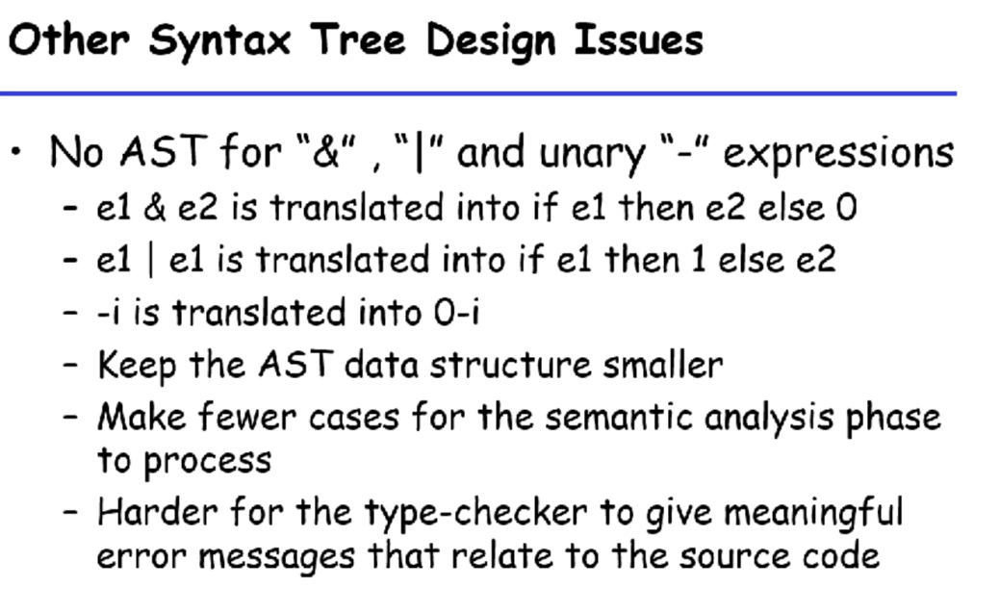 Other Syntax Tree Design Issues
• No AST for "&" , "|" and unary "-" expressions
- e1 & e2 is translated into if e1 then e2 else 0
- e1 | e1 is translated into if e1 then 1 else e2
- -i is translated into 0-i
- Keep the AST data structure smaller
- Make fewer cases for the semantic analysis phase
to process
- Harder for the type-checker to give meaningful
error messages that relate to the source code